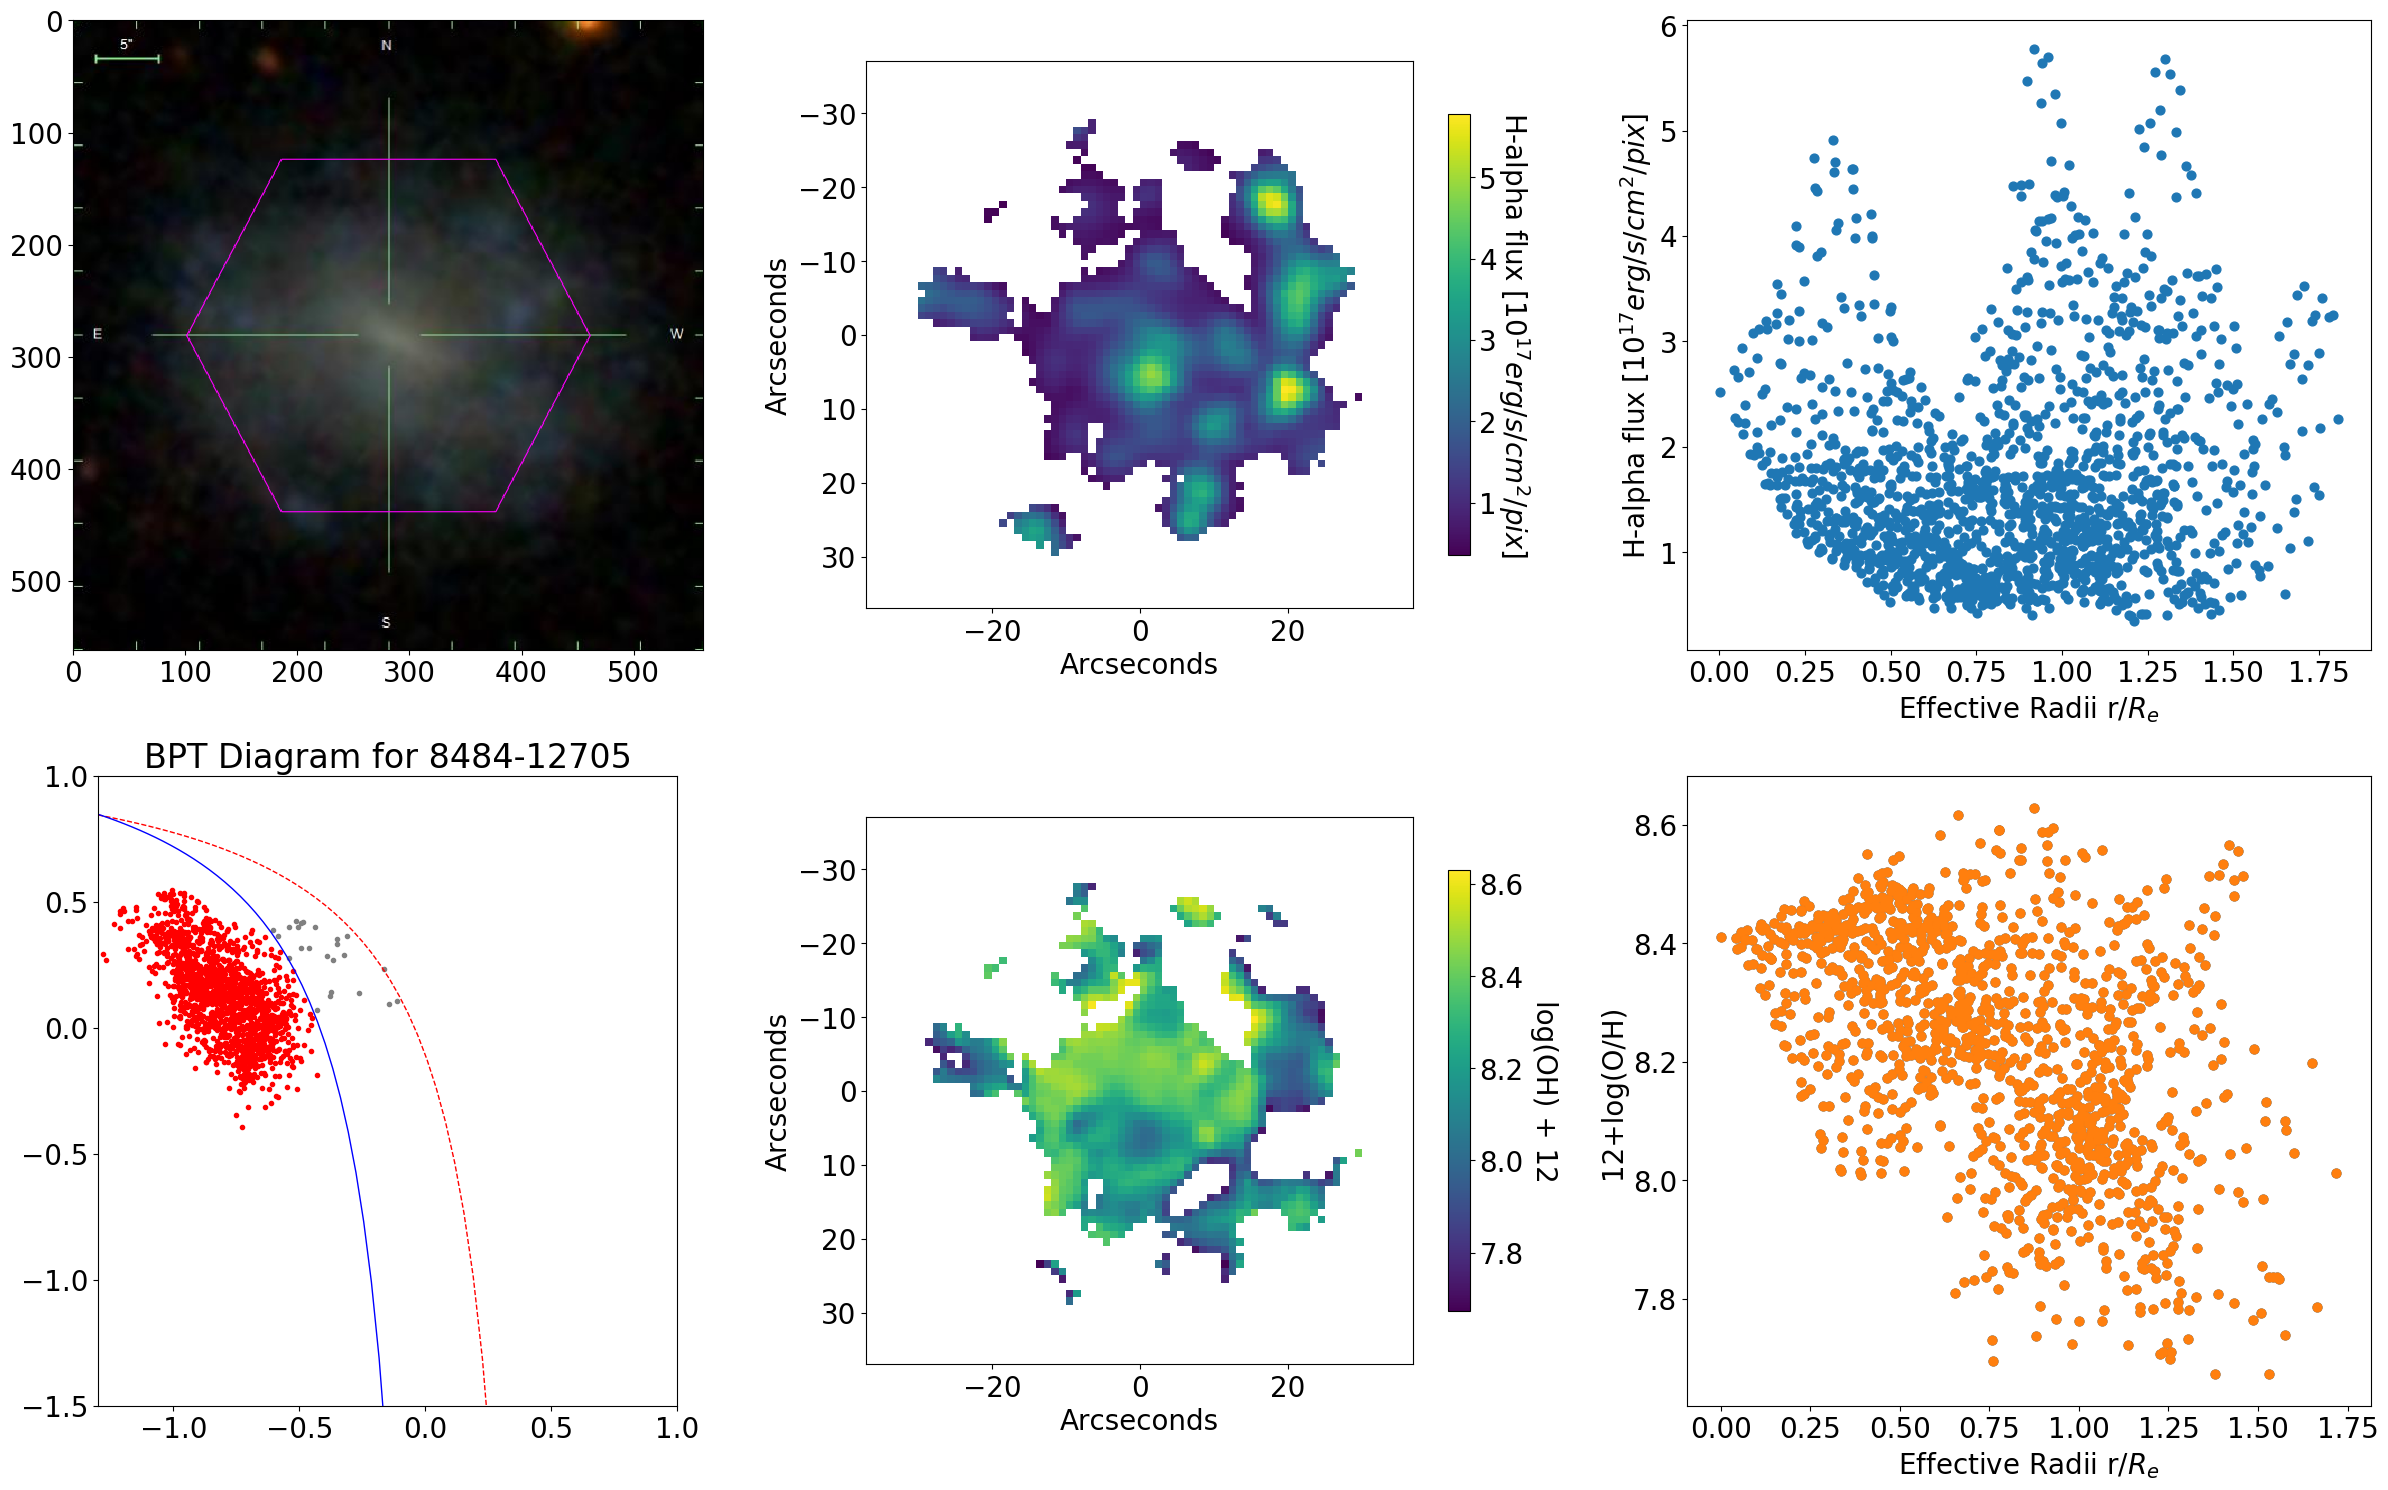 0
100
200
300
400
500
0 100 200 300 400 500
5"
N
E
W
S
−30
−20
−10
0
10
20
30
Arcseconds
−20 0 20
Arcseconds
5
4
3
2
1
H-alpha flux [10^17 erg/s/cm^2/pix]
6
5
4
3
2
1
H-alpha flux [10^17 erg/s/cm^2/pix]
0.00 0.25 0.50 0.75 1.00 1.25 1.50 1.75
Effective Radii r/R_e
BPT Diagram for 8484-12705
1.0
0.5
0.0
−0.5
−1.0
−1.5
−1.0 −0.5 0.0 0.5 1.0
−30
−20
−10
0
10
20
30
Arcseconds
−20 0 20
Arcseconds
8.6
8.4
8.2
8.0
7.8
log(OH) + 12
8.6
8.4
8.2
8.0
7.8
12+log(O/H)
0.00 0.25 0.50 0.75 1.00 1.25 1.50 1.75
Effective Radii r/R_e